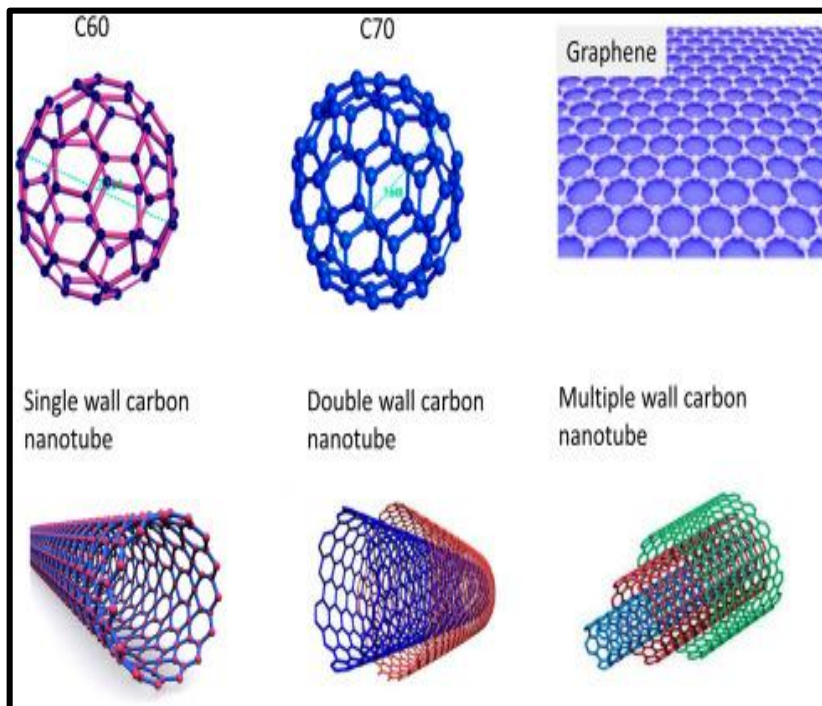 C60
C70
Graphene
Single wall carbon
nanotube
Double wall carbon
nanotube
Multiple wall carbon
nanotube